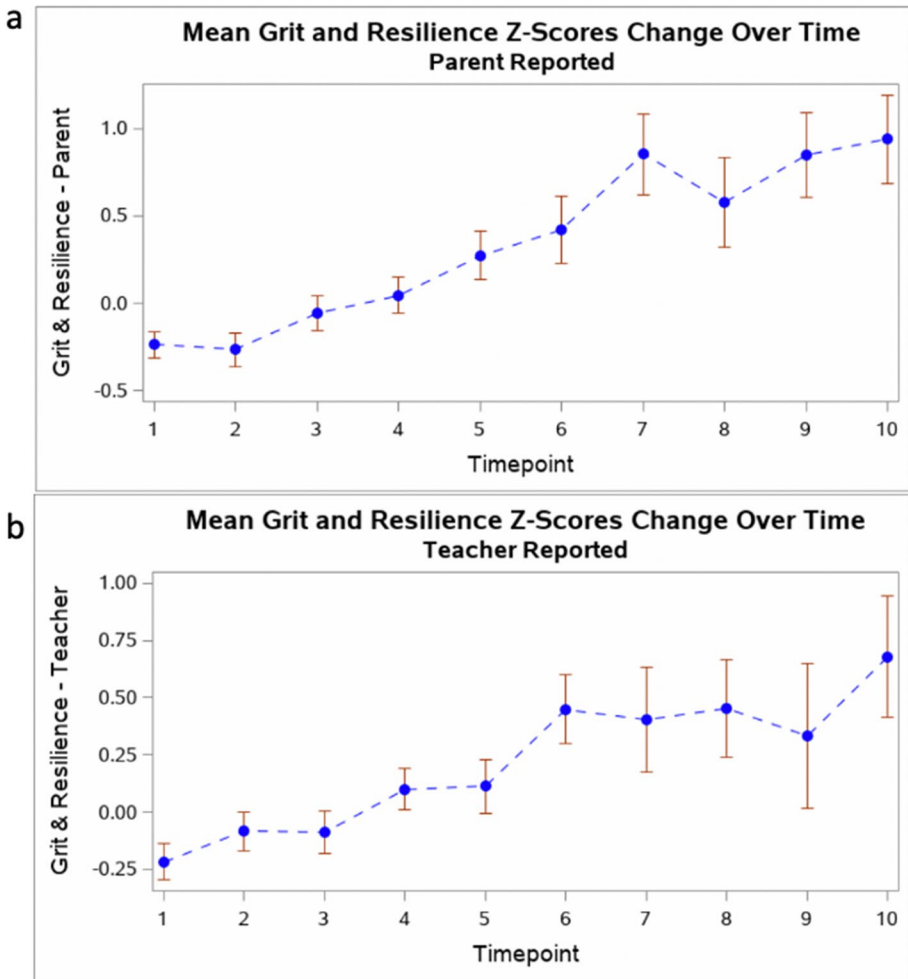 a
Mean Grit and Resilience Z-Scores Change Over Time
Parent Reported
Grit & Resilience - Parent
1.0
0.5
0.0
-0.5
1 2 3 4 5 6 7 8 9 10
Timepoint
b
Mean Grit and Resilience Z-Scores Change Over Time
Teacher Reported
Grit & Resilience - Teacher
1.00
0.75
0.50
0.25
0.00
-0.25
1 2 3 4 5 6 7 8 9 10
Timepoint